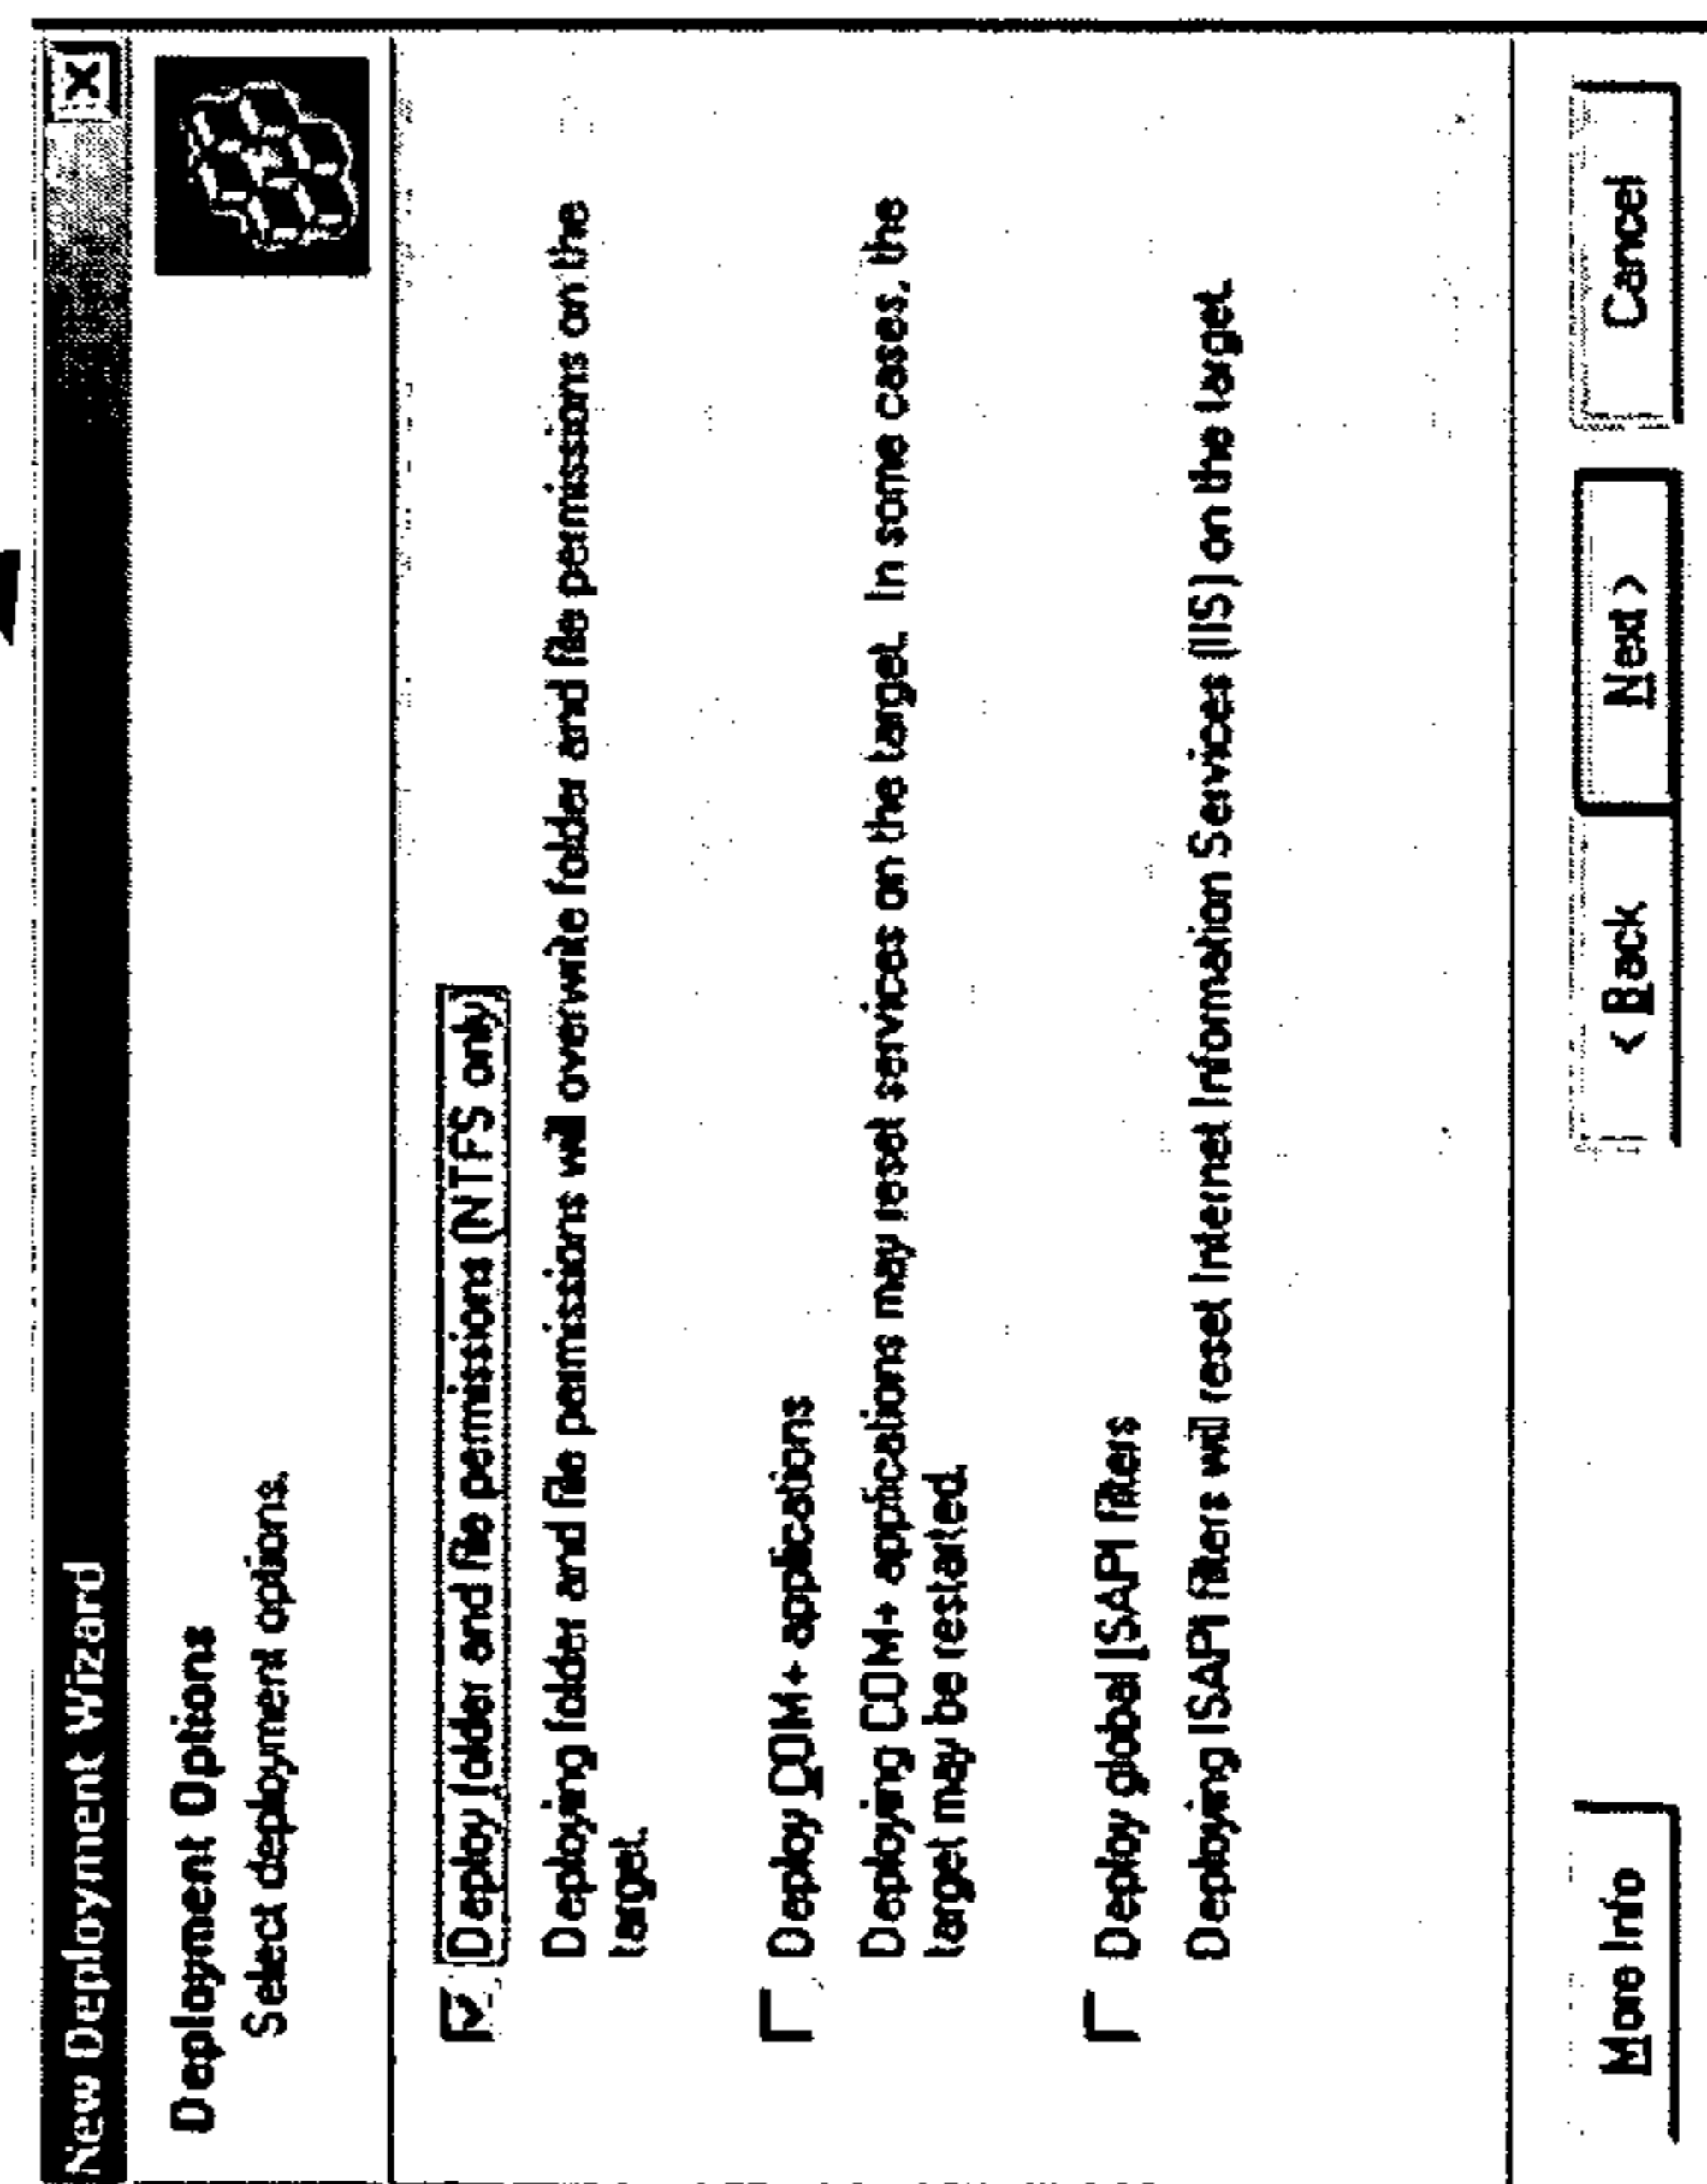 New Deployment Wizard
Deployment Options
Select deployment options.
Deploy folder and file permissions (NTFS only)
Deploying folder and file permissions will overwrite folder and file permissions on the
target.
Deploy COM+ applications
Deploying COM+ applications may reset services on the target. In some cases, the
target may be restarted.
Deploy global ISAPI filters
Deploying ISAPI filters will reset Internet Information Services (IIS) on the target.
More Info
< Back
Next >
Cancel